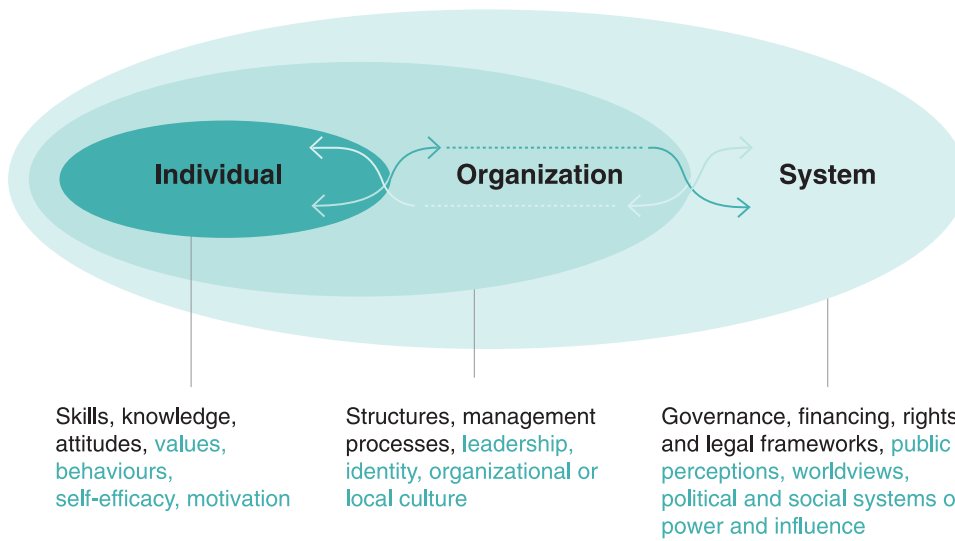 Individual
Organization
System
Skills, knowledge,
attitudes, values,
behaviours,
self-efficacy, motivation
Structures, management
processes, leadership,
identity, organizational or
local culture
Governance, financing, rights
and legal frameworks, public
perceptions, worldviews,
political and social systems o
power and influence